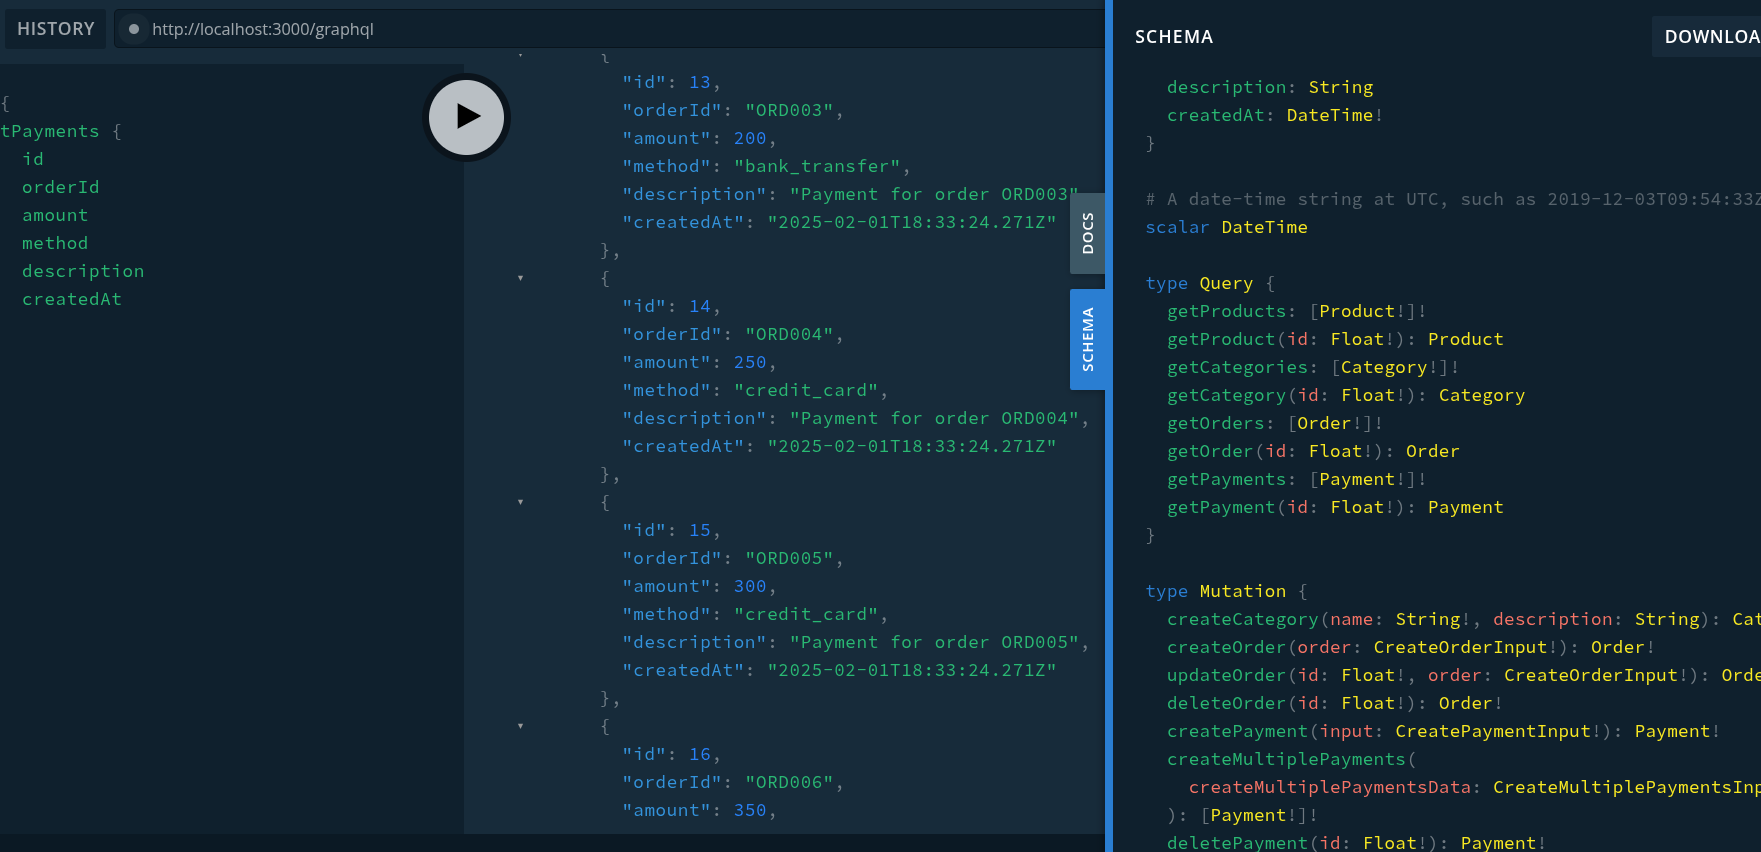 HISTORY
http://localhost:3000/graphql
{
tPayments {
id
orderId
amount
method
description
createdAt
{
"id": 13,
"orderId": "ORD003",
"amount": 200,
"method": "bank_transfer",
"description": "Payment for order ORD003"
"createdAt": "2025-02-01T18:33:24.271Z"
},
{
"id": 14,
"orderId": "ORD004",
"amount": 250,
"method": "credit_card",
"description": "Payment for order ORD004",
"createdAt": "2025-02-01T18:33:24.271Z"
},
{
"id": 15,
"orderId": "ORD005",
"amount": 300,
"method": "credit_card",
"description": "Payment for order ORD005",
"createdAt": "2025-02-01T18:33:24.271Z"
},
{
"id": 16,
"orderId": "ORD006",
"amount": 350,
DOCS
SCHEMA
SCHEMA
DOWNLOA
description: String
createdAt: DateTime!
}
# A date-time string at UTC, such as 2019-12-03T09:54:33Z
scalar DateTime
type Query {
getProducts: [Product!]!
getProduct(id: Float!): Product
getCategories: [Category!]!
getCategory(id: Float!): Category
getOrders: [Order!]!
getOrder(id: Float!): Order
getPayments: [Payment!]!
getPayment(id: Float!): Payment
}
type Mutation {
createCategory(name: String!, description: String): Cat
createOrder(order: CreateOrderInput!): Order!
updateOrder(id: Float!, order: CreateOrderInput!): Orde
deleteOrder(id: Float!): Order!
createPayment(input: CreatePaymentInput!): Payment!
createMultiplePayments(
createMultiplePaymentsData: CreateMultiplePaymentsInp
): [Payment!]!
deletePayment(id: Float!): Payment!